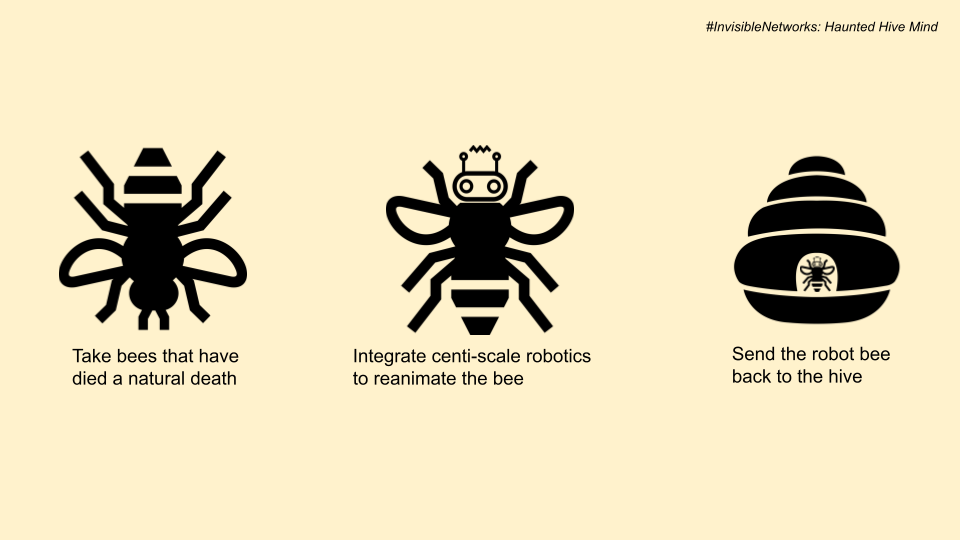 #InvisibleNetworks: Haunted Hive Mind
Take bees that have
died a natural death
Integrate centi-scale robotics
to reanimate the bee
Send the robot bee
back to the hive